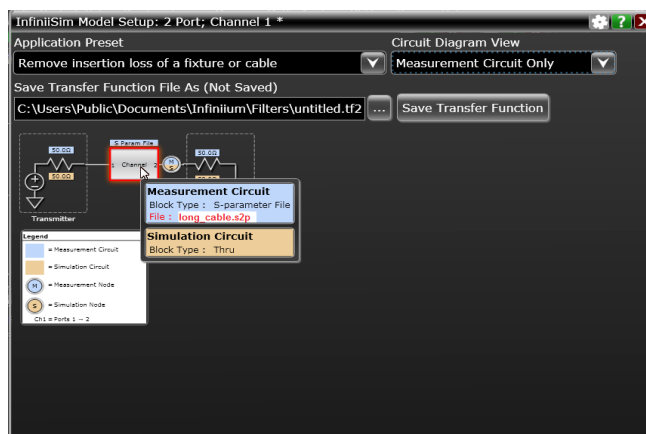 InfiniiSim Model Setup: 2 Port; Channel 1 *
Application Preset
Circuit Diagram View
Remove insertion loss of a fixture or cable
Measurement Circuit Only
Save Transfer Function File As (Not Saved)
C:\Users\Public\Documents\Infiniium\Filters\untitled.tf2
...
Save Transfer Function
S Param File
50.0Ω
50.0Ω
1 Channel 2
M
S
50.0Ω
Transmitter
Measurement Circuit
Block Type : S-parameter File
File : long_cable.s2p
Simulation Circuit
Block Type : Thru
Legend
= Measurement Circuit
= Simulation Circuit
M = Measurement Node
S = Simulation Node
Ch1 = Ports 1 -- 2